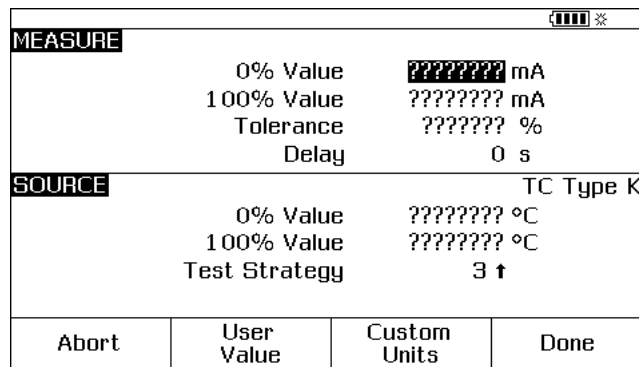 MEASURE
0% Value ???????? mA
100% Value ???????? mA
Tolerance ??????? %
Delay 0 s
SOURCE TC Type K
0% Value ???????? °C
100% Value ???????? °C
Test Strategy 3 ↑
Abort User Value Custom Units Done